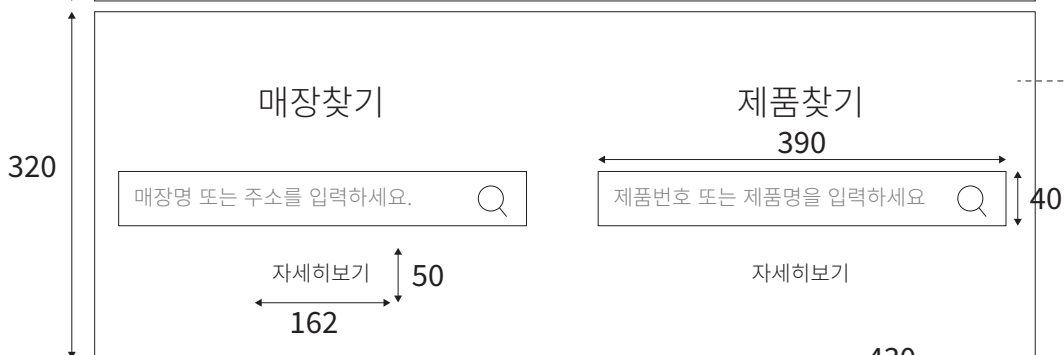 매장찾기
제품찾기
390
320
매장명 또는 주소를 입력하세요.
제품번호 또는 제품명을 입력하세요
40
자세히보기
50
자세히보기
162